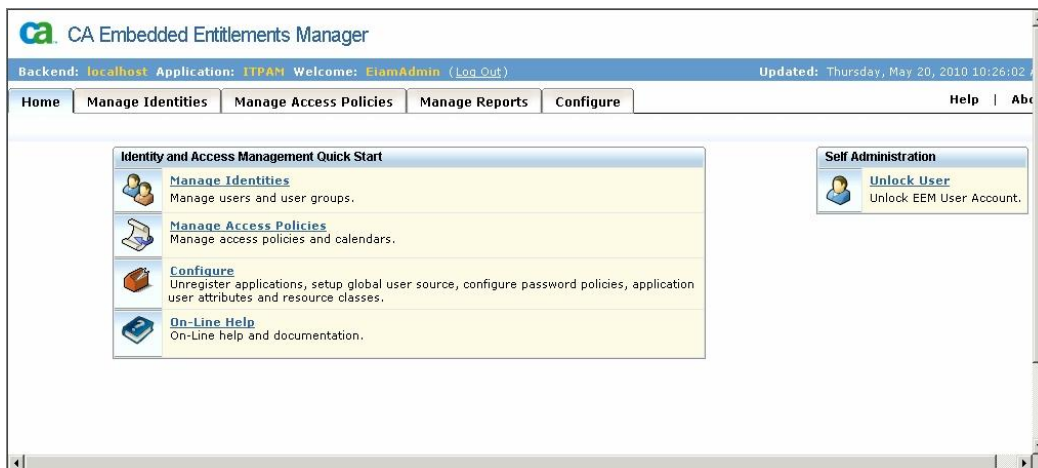 ca CA Embedded Entitlements Manager
Backend: localhost Application: ITPAM Welcome: EiamAdmin (Log Out) Updated: Thursday, May 20, 2010 10:26:02
Home Manage Identities Manage Access Policies Manage Reports Configure Help |
Identity and Access Management Quick Start
Manage Identities
Manage users and user groups.
Manage Access Policies
Manage access policies and calendars.
Configure
Unregister applications, setup global user source, configure password policies, application
user attributes and resource classes.
On-Line Help
On-Line help and documentation.
Self Administration
Unlock User
Unlock EEM User Account.